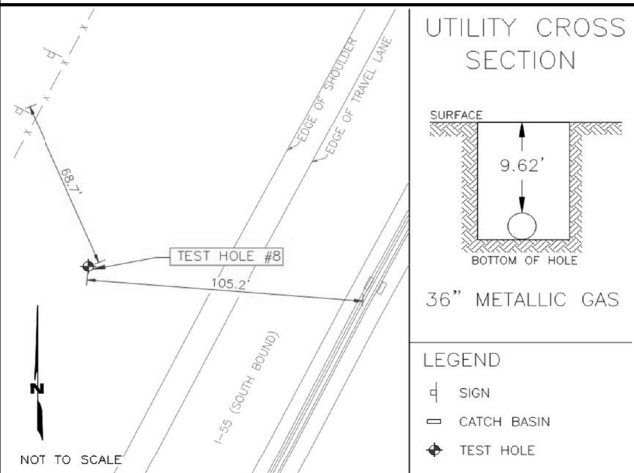 UTILITY CROSS
SECTION
SURFACE
9.62'
BOTTOM OF HOLE
36" METALLIC GAS
EDGE OF SHOULDER
EDGE OF TRAVEL LANE
68.7'
TEST HOLE #8
105.2'
I-55 (SOUTH BOUND)
N
NOT TO SCALE
LEGEND
SIGN
CATCH BASIN
TEST HOLE